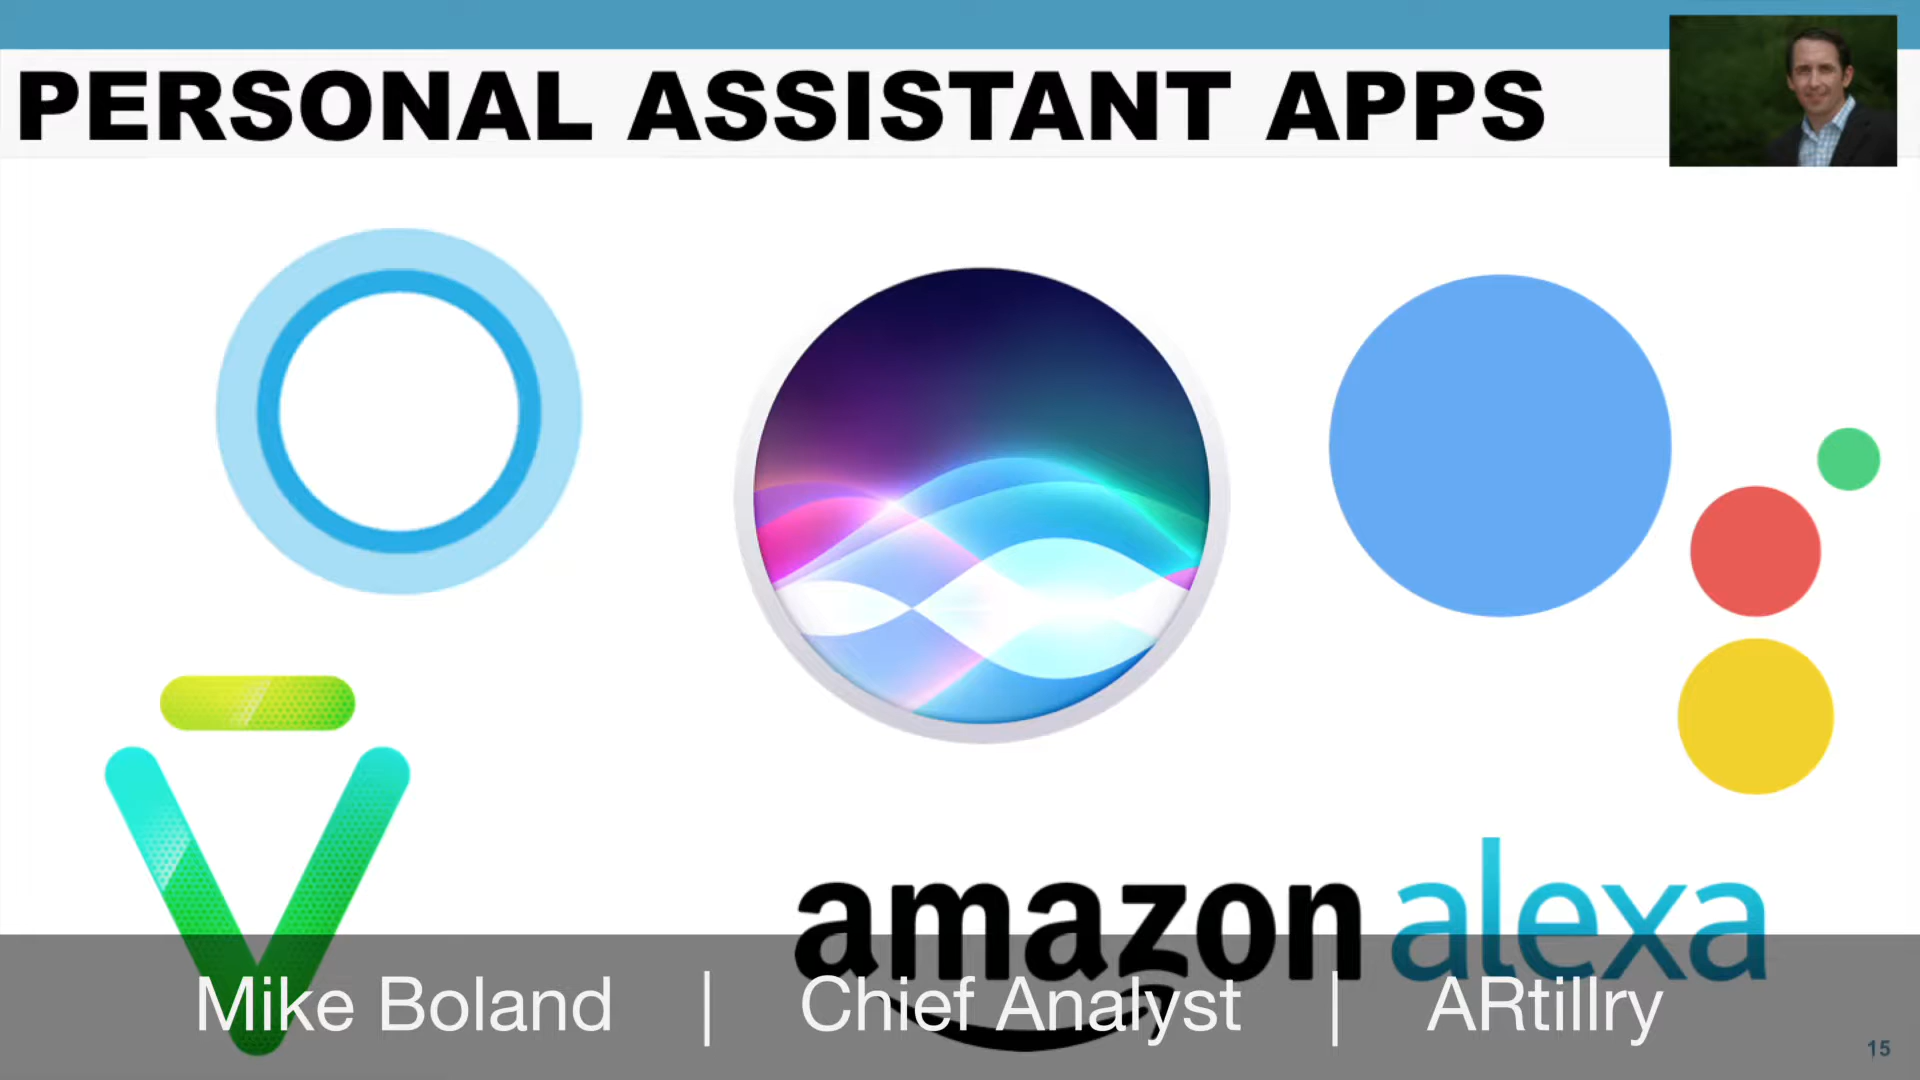 PERSONAL ASSISTANT APPS
amazon alexa
Mike Boland | Chief Analyst | ARtillry
15